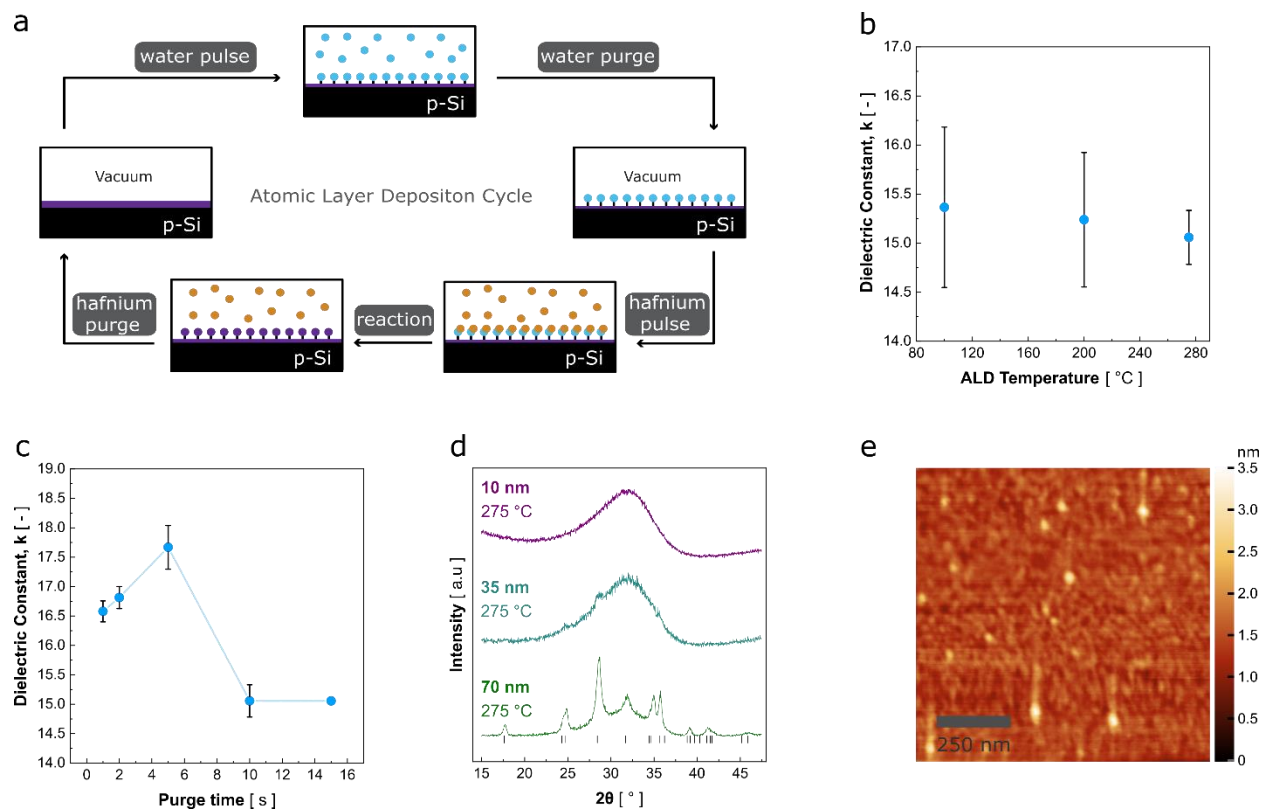 a
water pulse
water purge
p-Si
Vacuum
p-Si
Atomic Layer Depositon Cycle
Vacuum
p-Si
hafnium
purge
reaction
hafnium
pulse
p-Si
p-Si
b
Dielectric Constant, k [ - ]
17.0
16.5
16.0
15.5
15.0
14.5
14.0
80 120 160 200 240 280
ALD Temperature [ °C ]
c
Dielectric Constant, k [ - ]
19.0
18.5
18.0
17.5
17.0
16.5
16.0
15.5
15.0
14.5
14.0
0 2 4 6 8 10 12 14 16
Purge time [ s ]
d
Intensity [ a.u ]
10 nm
275 °C
35 nm
275 °C
70 nm
275 °C
15 20 25 30 35 40 45
2θ [ ° ]
e
nm
3.5
3.0
2.5
2.0
1.5
1.0
0.5
0
250 nm